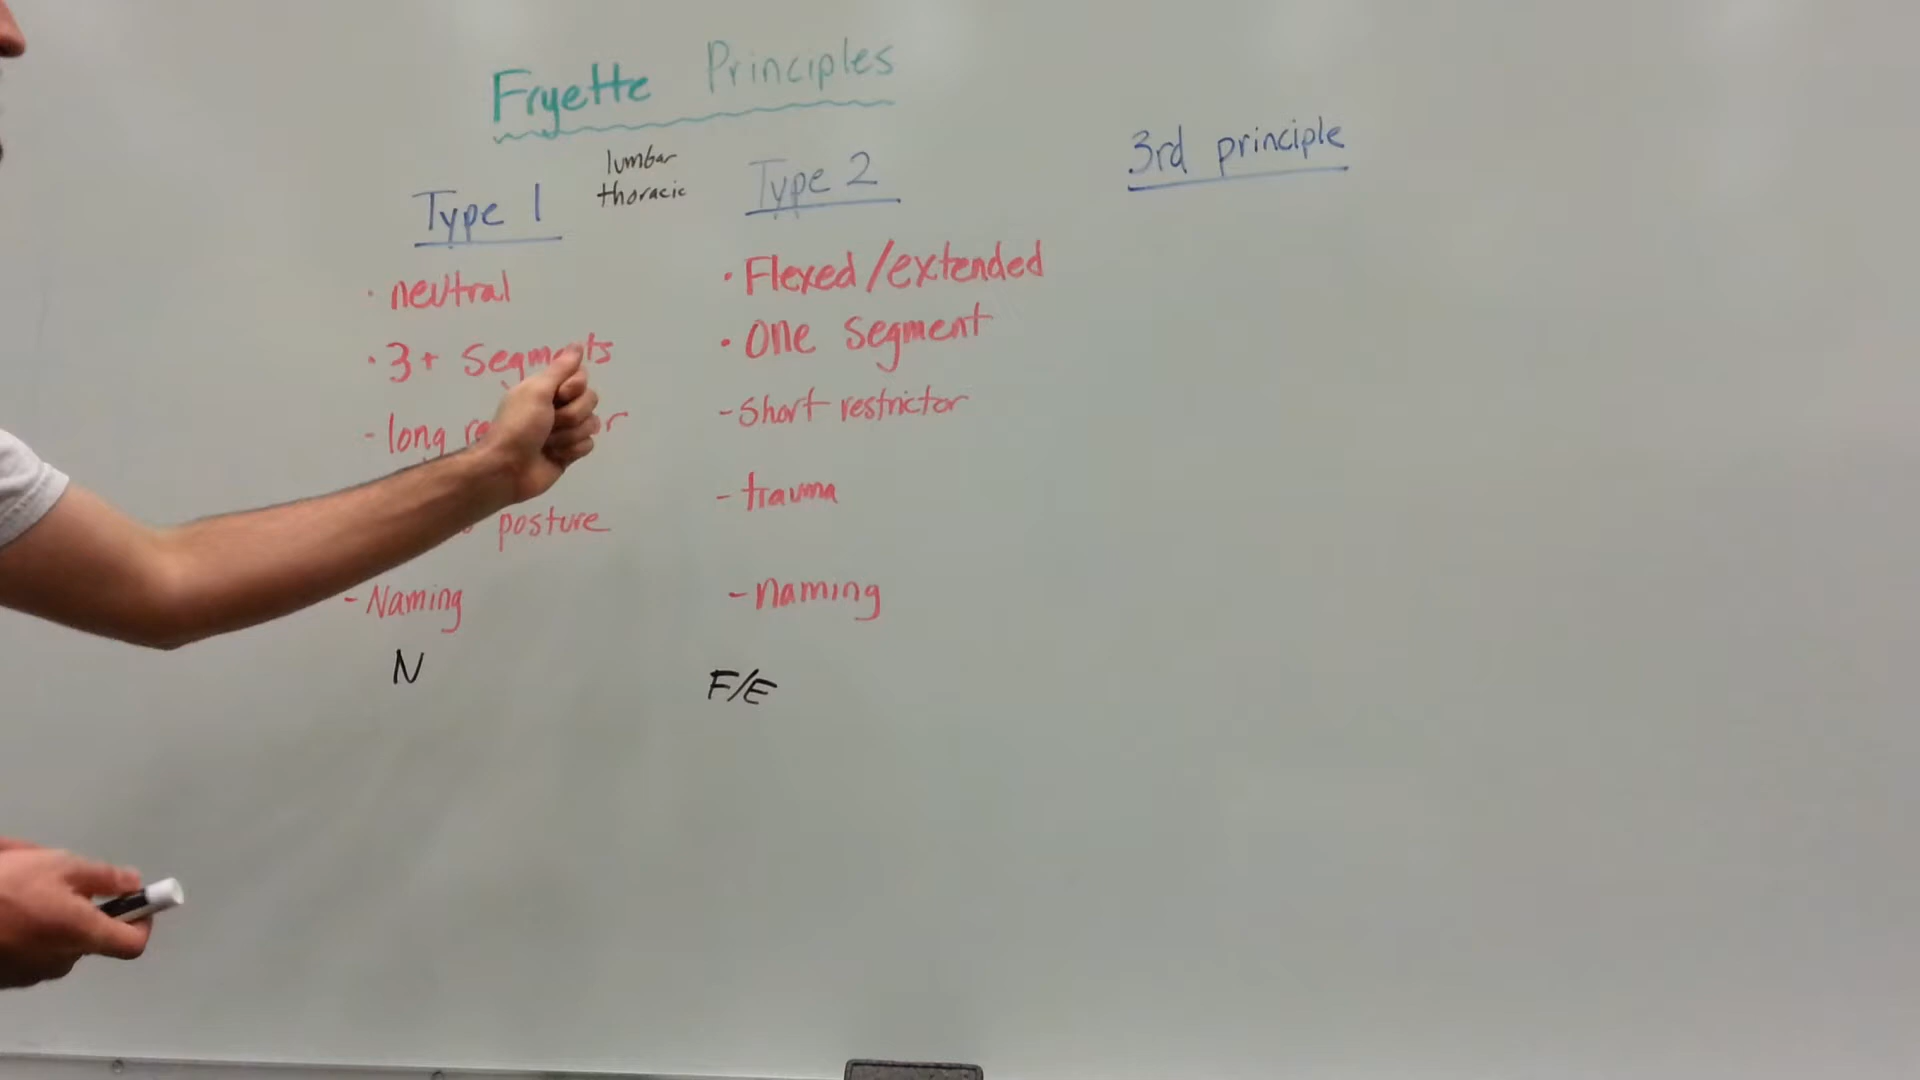 Fryette Principles
lumbar
thoracic
Type 1
· neutral
· 3+ Segments
- long
posture
- Naming
N
Type 2
· Flexed/extended
· One segment
- Short restrictor
- trauma
- naming
F/E
3rd principle